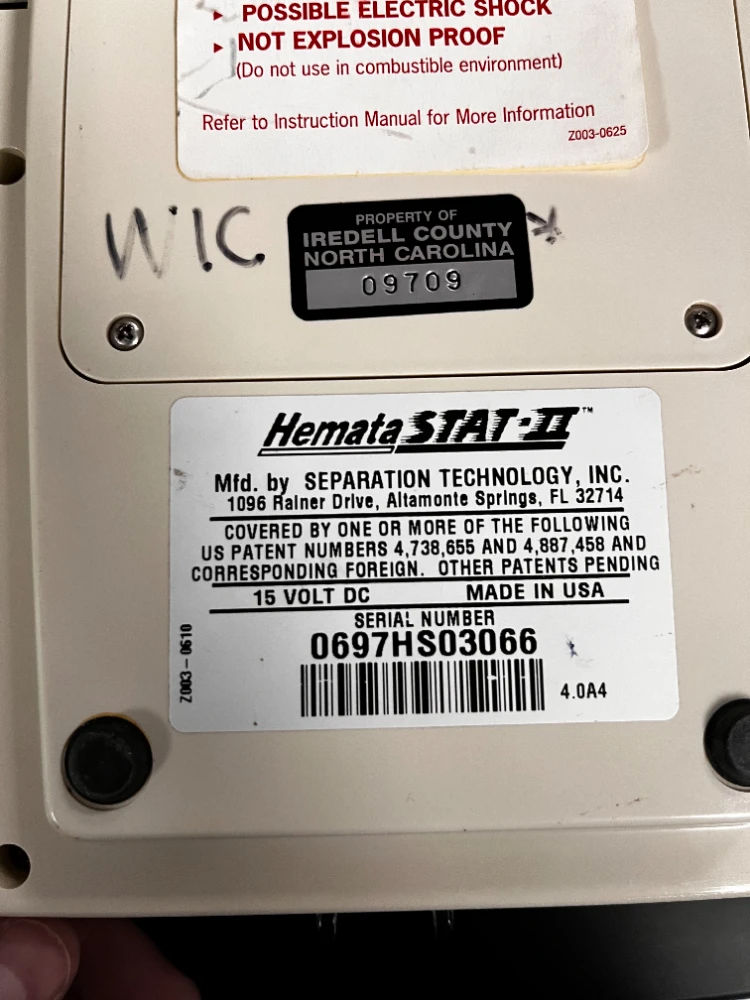 ▸ POSSIBLE ELECTRIC SHOCK
▸ NOT EXPLOSION PROOF
(Do not use in combustible environment)
Refer to Instruction Manual for More Information
Z003-0625
WIC
PROPERTY OF
IREDELL COUNTY
NORTH CAROLINA
09709
*
HemataSTAT-II™
Mfd. by SEPARATION TECHNOLOGY, INC.
1096 Rainer Drive, Altamonte Springs, FL 32714
COVERED BY ONE OR MORE OF THE FOLLOWING
US PATENT NUMBERS 4,738,655 AND 4,887,458 AND
CORRESPONDING FOREIGN. OTHER PATENTS PENDING
15 VOLT DC MADE IN USA
SERIAL NUMBER
0697HS03066
4.0A4
Z003-0610